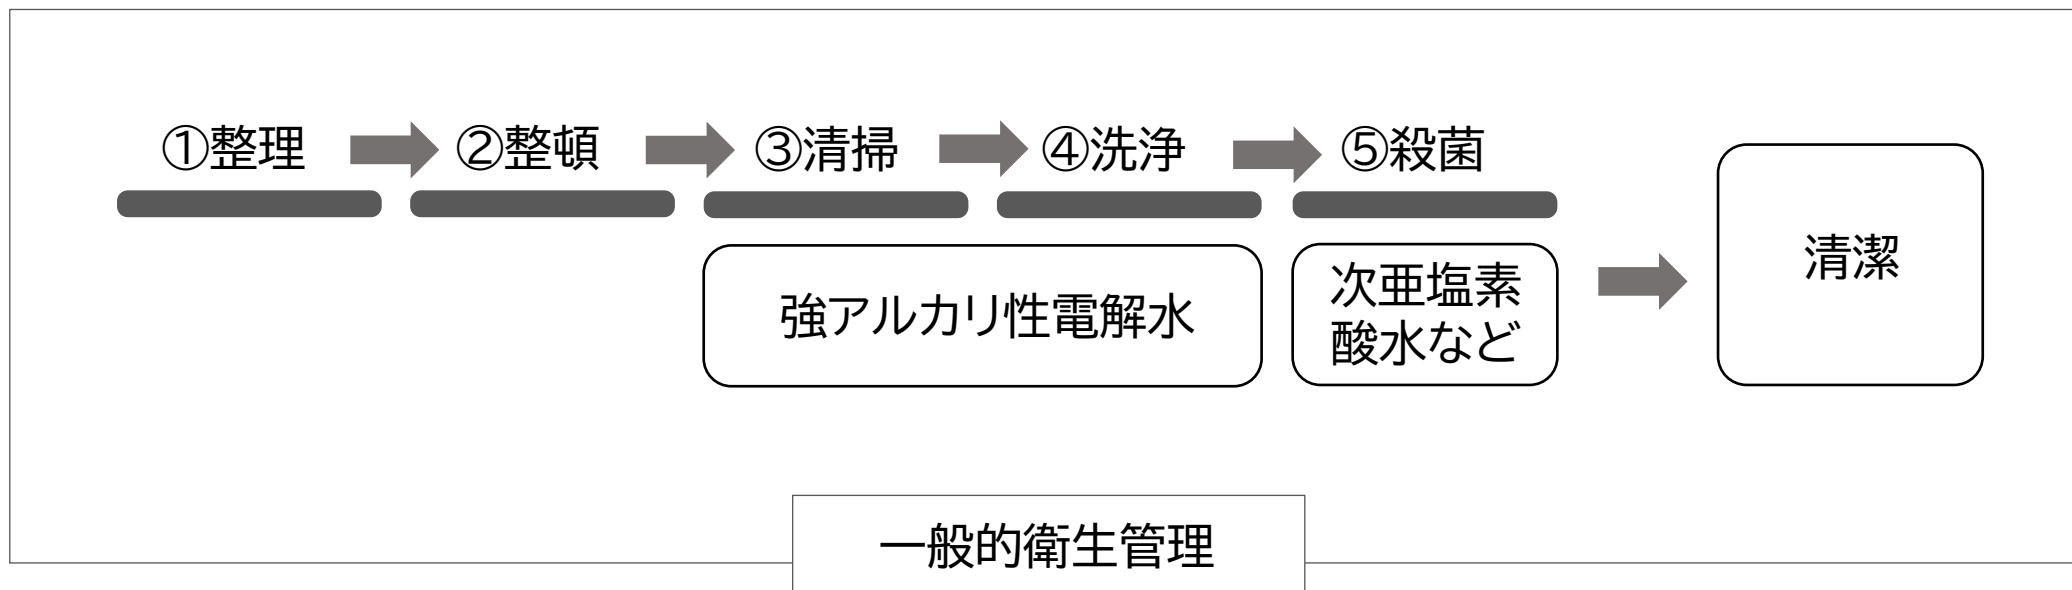 ①整理
②整頓
③清掃
④洗浄
⑤殺菌
強アルカリ性電解水
次亜塩素
酸水など
清潔
一般的衛生管理